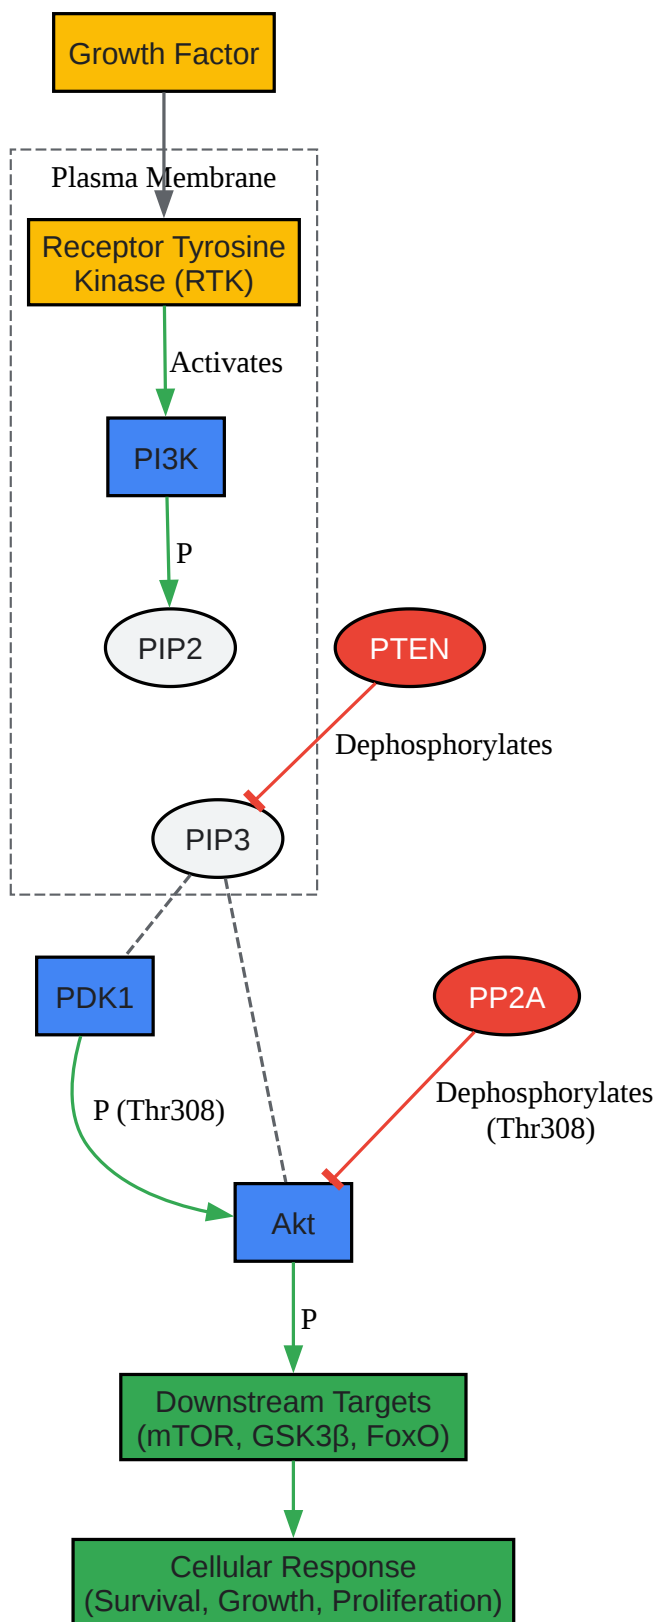 Growth Factor
Plasma Membrane
Receptor Tyrosine
Kinase (RTK)
Activates
PI3K
P
PIP2
PTEN
Dephosphorylates
PIP3
PDK1
PP2A
P (Thr308)
Dephosphorylates
(Thr308)
Akt
P
Downstream Targets
(mTOR, GSK3β, FoxO)
Cellular Response
(Survival, Growth, Proliferation)